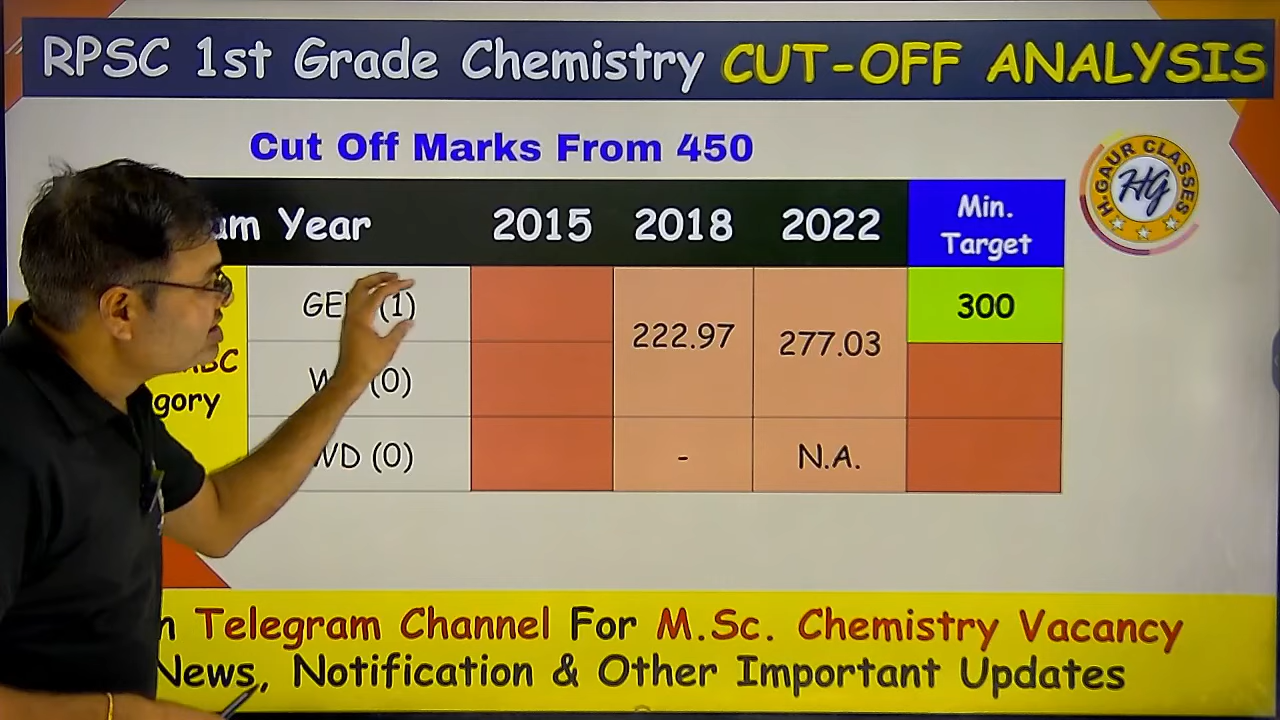 RPSC 1st Grade Chemistry CUT-OFF ANALYSIS
Cut Off Marks From 450
Year 2015 2018 2022 Min. Target
(1) 222.97 277.03 300
(0)
(0) - N.A.
H.GAUR CLASSES
HG
Telegram Channel For M.Sc. Chemistry Vacancy
News, Notification & Other Important Updates